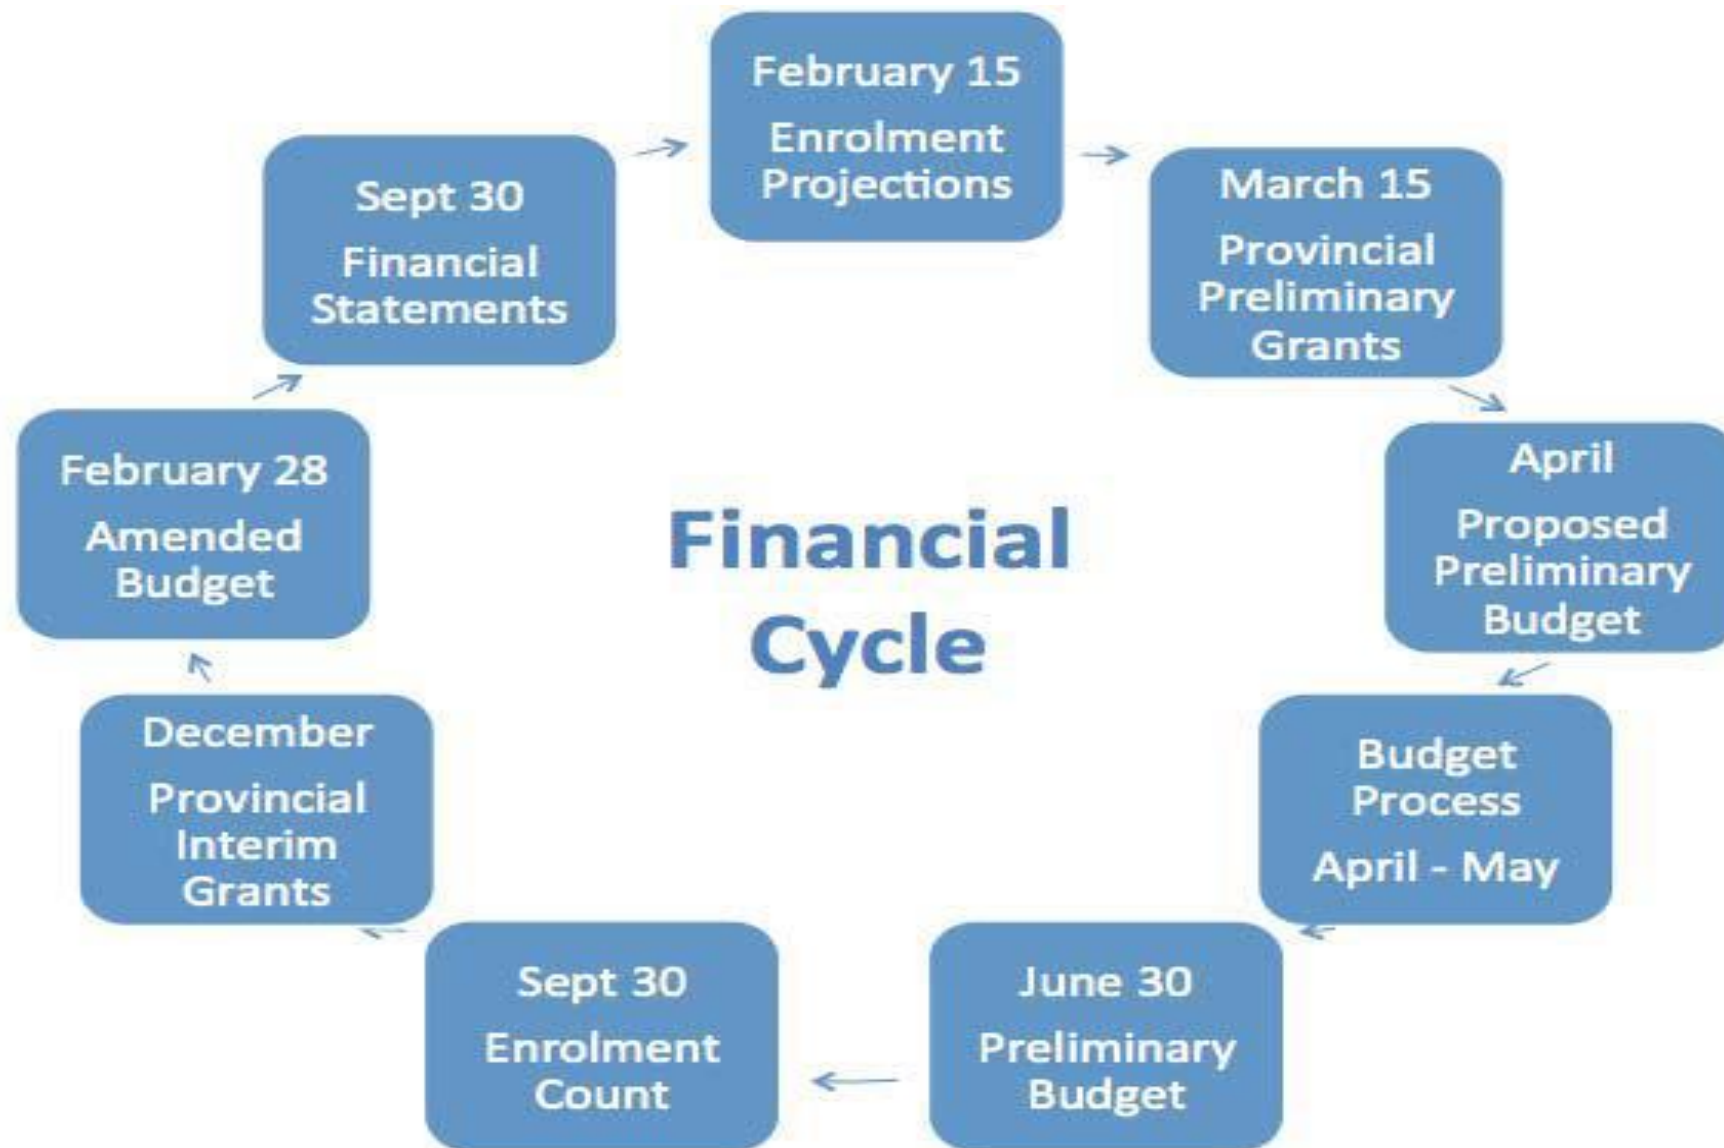 February 15
Enrolment
Projections
March 15
Provincial
Preliminary
Grants
April
Proposed
Preliminary
Budget
Budget
Process
April - May
June 30
Preliminary
Budget
Sept 30
Enrolment
Count
December
Provincial
Interim
Grants
February 28
Amended
Budget
Sept 30
Financial
Statements
Financial
Cycle